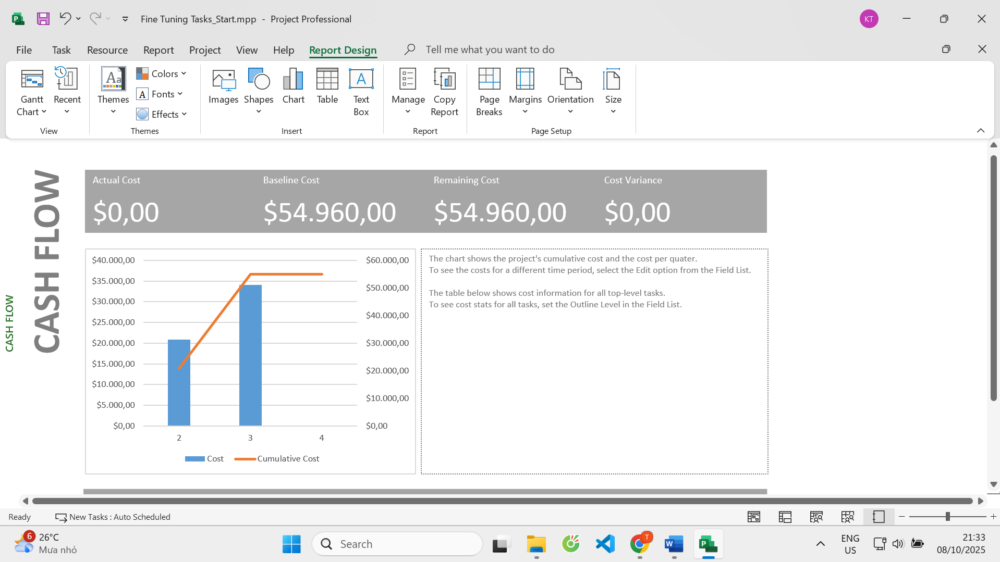 Fine Tuning Tasks_Start.mpp - Project Professional
KT
File Task Resource Report Project View Help Report Design Tell me what you want to do
Gantt Chart
Recent
View
Themes
Colors
Fonts
Effects
Themes
Images
Shapes
Chart
Table
Text Box
Insert
Manage
Copy Report
Report
Page Breaks
Margins
Orientation
Size
Page Setup
CASH FLOW
CASH FLOW
Actual Cost Baseline Cost Remaining Cost Cost Variance
$0,00 $54.960,00 $54.960,00 $0,00
$40.000,00
$35.000,00
$30.000,00
$25.000,00
$20.000,00
$15.000,00
$10.000,00
$5.000,00
$0,00
$60.000,00
$50.000,00
$40.000,00
$30.000,00
$20.000,00
$10.000,00
$0,00
2 3 4
Cost Cumulative Cost
The chart shows the project's cumulative cost and the cost per quater.
To see the costs for a different time period, select the Edit option from the Field List.
The table below shows cost information for all top-level tasks.
To see cost stats for all tasks, set the Outline Level in the Field List.
Ready New Tasks : Auto Scheduled
6
26°C
Mưa nhỏ
Search
T
ENG
US
21:33
08/10/2025